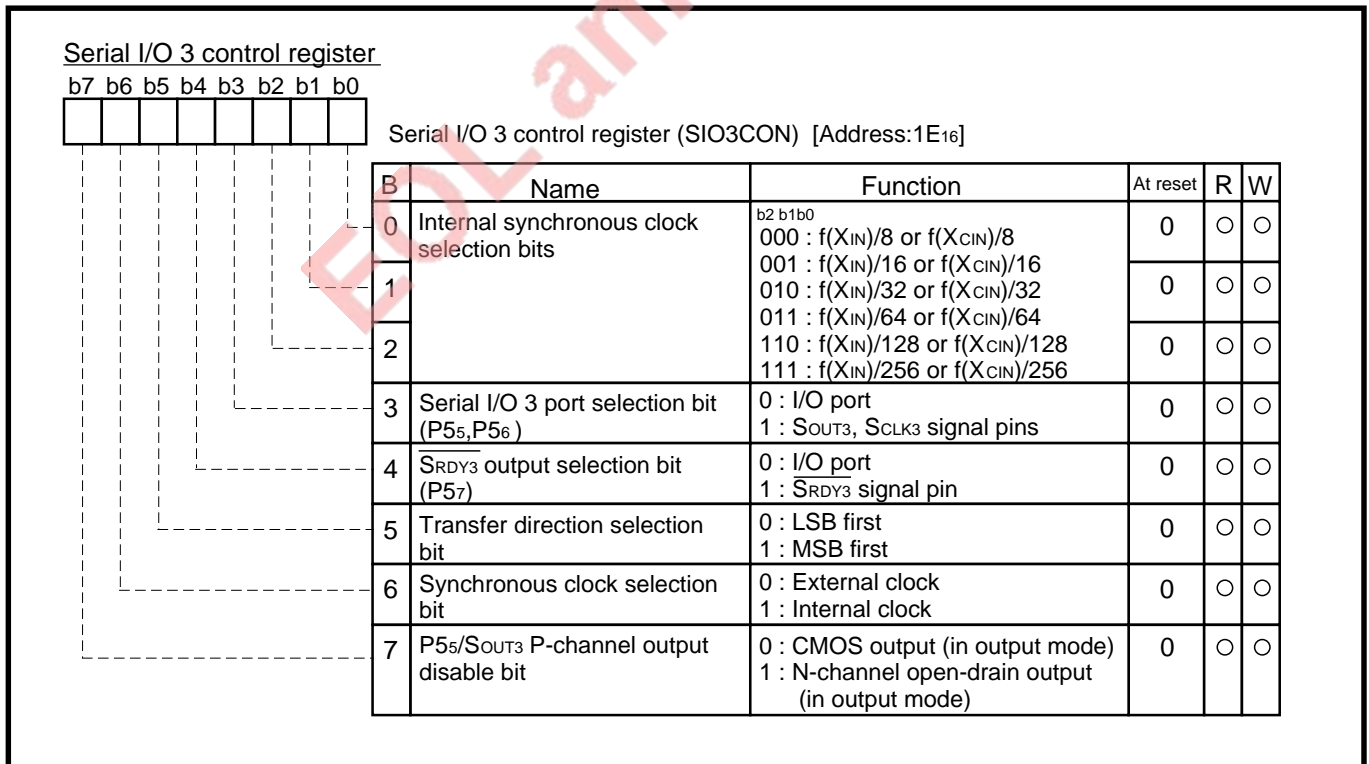 Serial I/O 3 control register
b7 b6 b5 b4 b3 b2 b1 b0
Serial I/O 3 control register (SIO3CON) [Address:1E16]
B Name Function At reset R W
0 Internal synchronous clock selection bits
b2 b1b0
000 : f(XIN)/8 or f(XCIN)/8
001 : f(XIN)/16 or f(XCIN)/16
010 : f(XIN)/32 or f(XCIN)/32
011 : f(XIN)/64 or f(XCIN)/64
110 : f(XIN)/128 or f(XCIN)/128
111 : f(XIN)/256 or f(XCIN)/256
0 ○ ○
1 0 ○ ○
2 0 ○ ○
3 Serial I/O 3 port selection bit
(P55,P56 )
0 : I/O port
1 : SOUT3, SCLK3 signal pins
0 ○ ○
4 SRDY3 output selection bit
(P57)
0 : I/O port
1 : SRDY3 signal pin
0 ○ ○
5 Transfer direction selection
bit
0 : LSB first
1 : MSB first
0 ○ ○
6 Synchronous clock selection
bit
0 : External clock
1 : Internal clock
0 ○ ○
7 P55/SOUT3 P-channel output
disable bit
0 : CMOS output (in output mode)
1 : N-channel open-drain output
(in output mode)
0 ○ ○
EOL